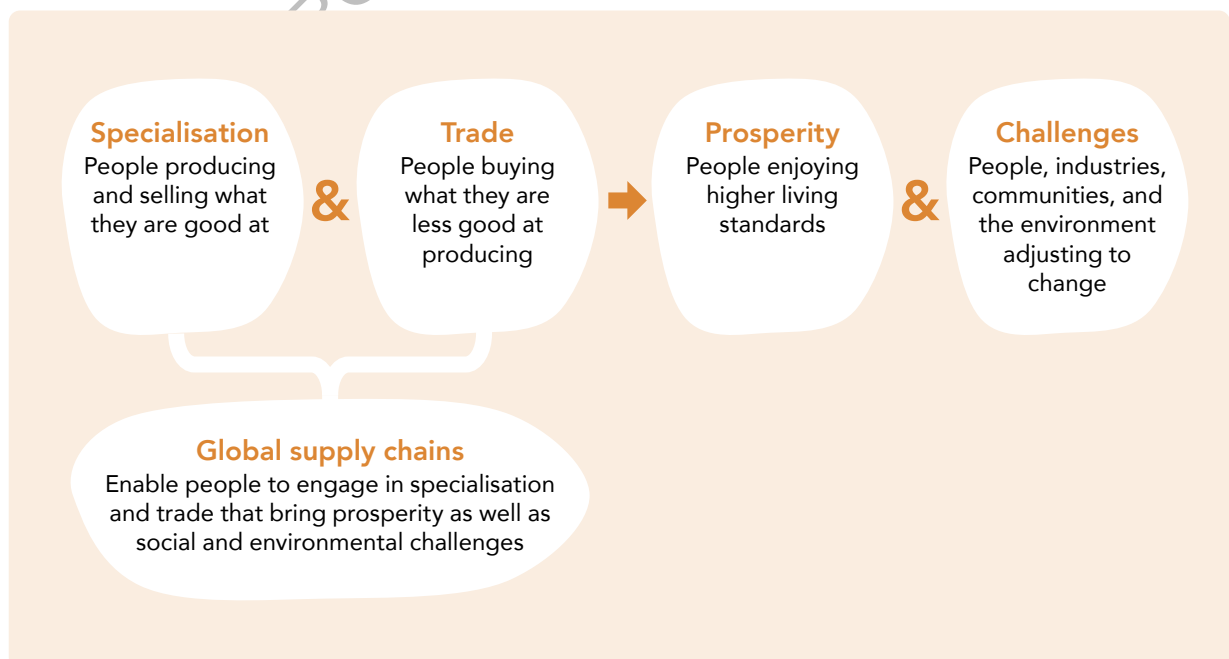 Specialisation
People producing
and selling what
they are good at
&
Trade
People buying
what they are
less good at
producing
Prosperity
People enjoying
higher living
standards
&
Challenges
People, industries,
communities, and
the environment
adjusting to
change
Global supply chains
Enable people to engage in specialisation
and trade that bring prosperity as well as
social and environmental challenges